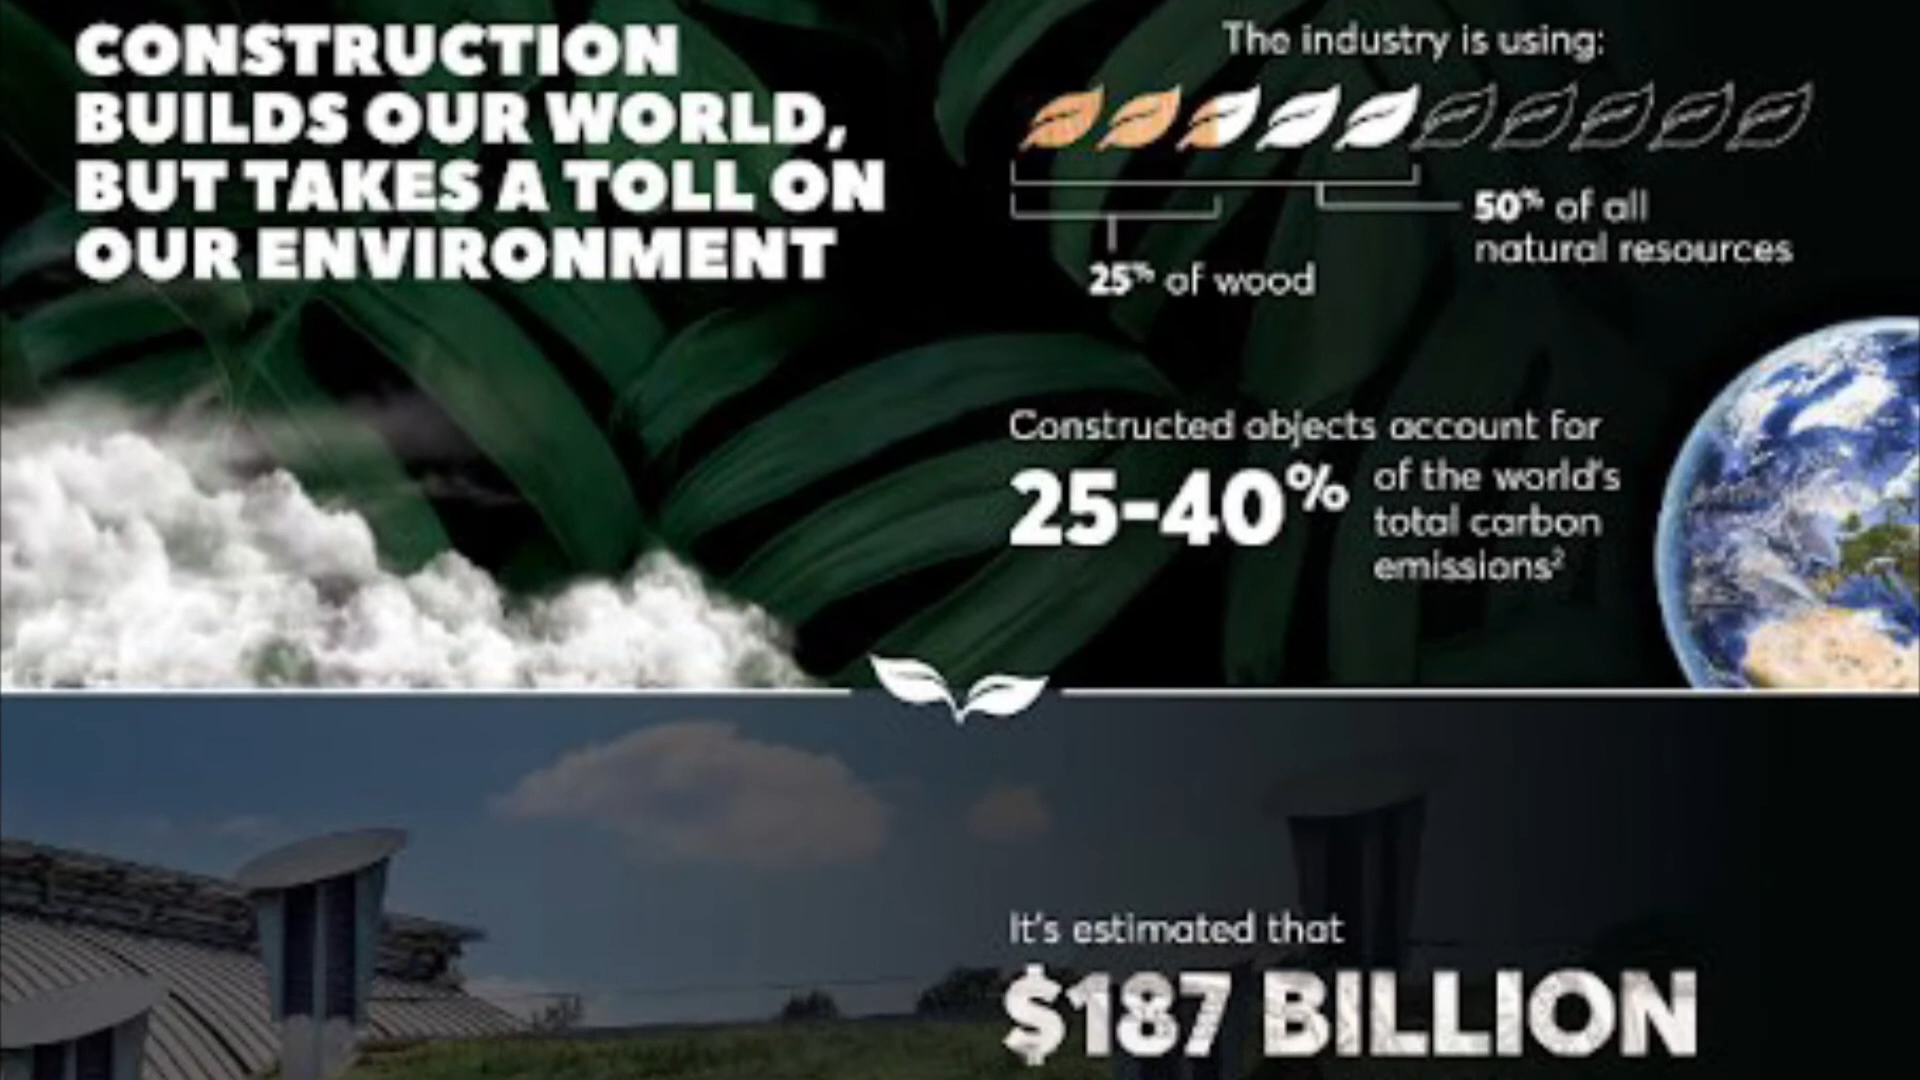 CONSTRUCTION
BUILDS OUR WORLD,
BUT TAKES A TOLL ON
OUR ENVIRONMENT
The industry is using:
50% of all
natural resources
25% of wood
Constructed objects account for
25-40% of the world's
total carbon
emissions²
It's estimated that
$187 BILLION